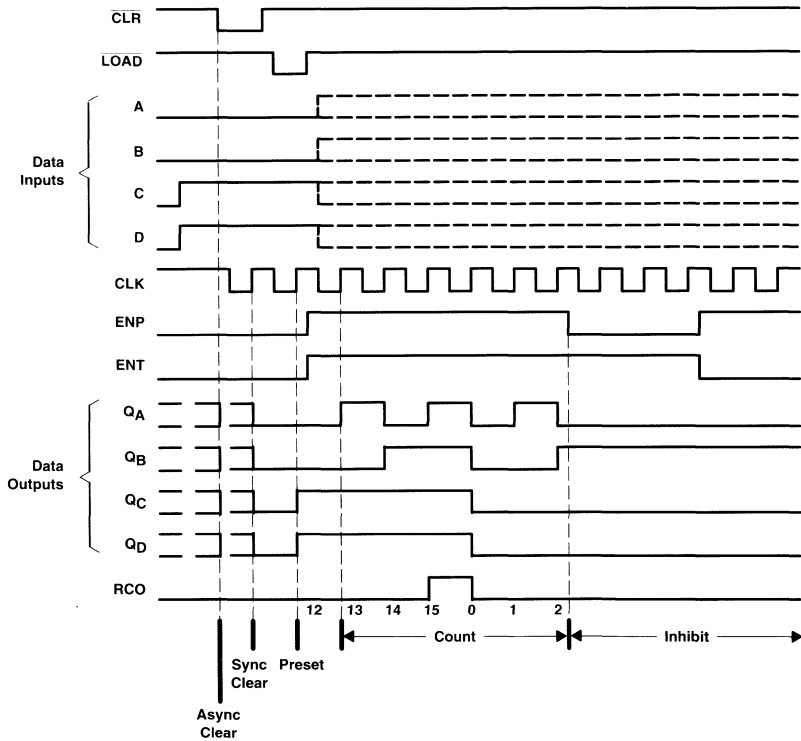 CLR
LOAD
A
B
Data
Inputs
C
D
CLK
ENP
ENT
QA
QB
Data
Outputs
QC
QD
RCO
12 13 14 15 0 1 2
Count Inhibit
Sync
Clear
Preset
Async
Clear